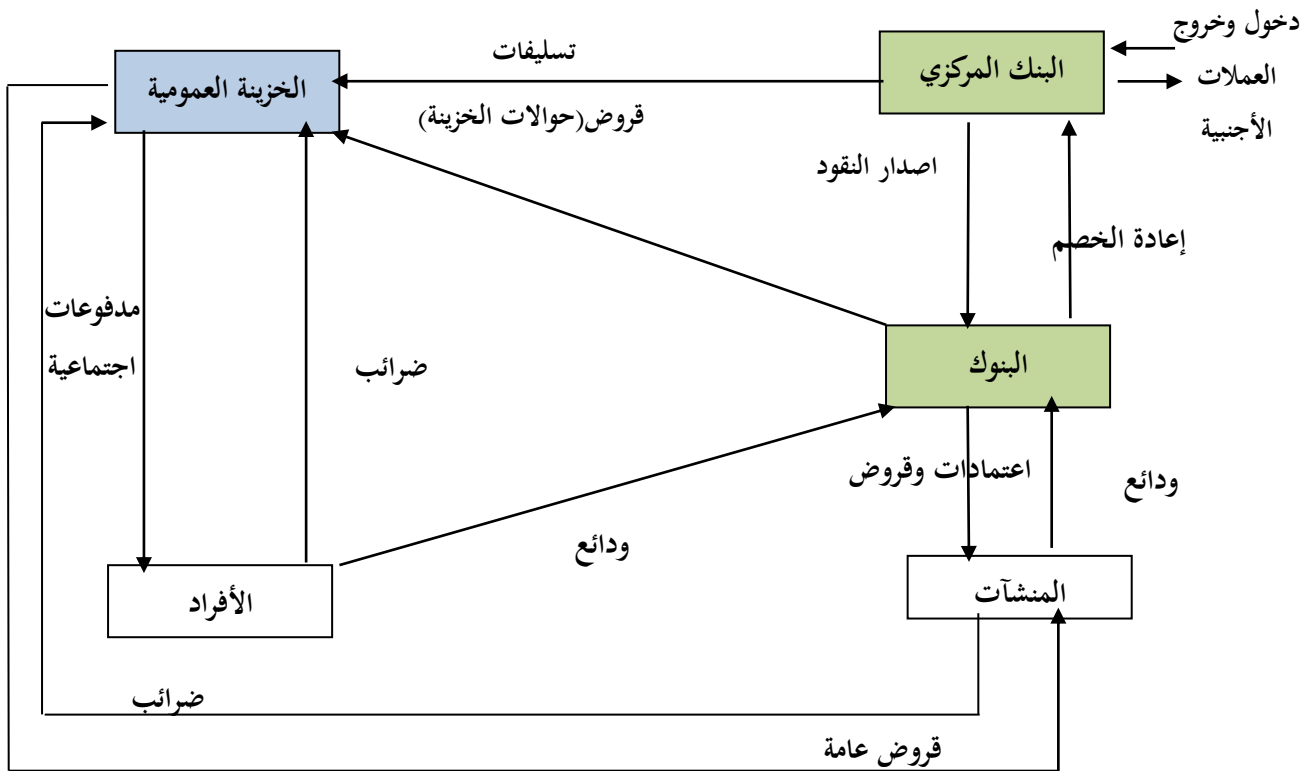 دخول وخروج
العملات
الأجنبية
البنك المركزي
تسليفات
الخزينة العمومية
قروض(حوالات الخزينة)
اصدار النقود
إعادة الخصم
مدفوعات
اجتماعية
ضرائب
البنوك
اعتمادات وقروض
ودائع
ودائع
المنشآت
الأفراد
ضرائب
قروض عامة